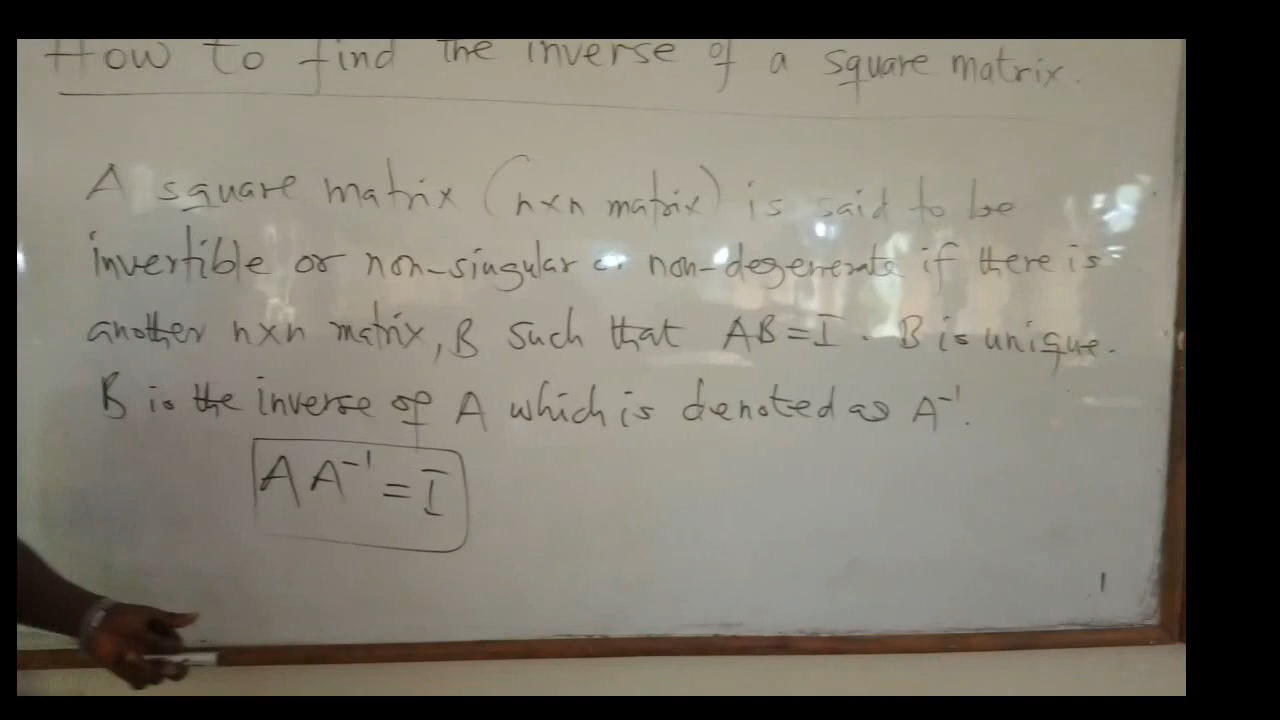 How to find the inverse of a square matrix.
A square matrix (n×n matrix) is said to be
invertible or non-singular or non-degenerate if there is
another n×n matrix, B such that AB=I. B is unique.
B is the inverse of A which is denoted as A⁻¹.
AA⁻¹=I
1